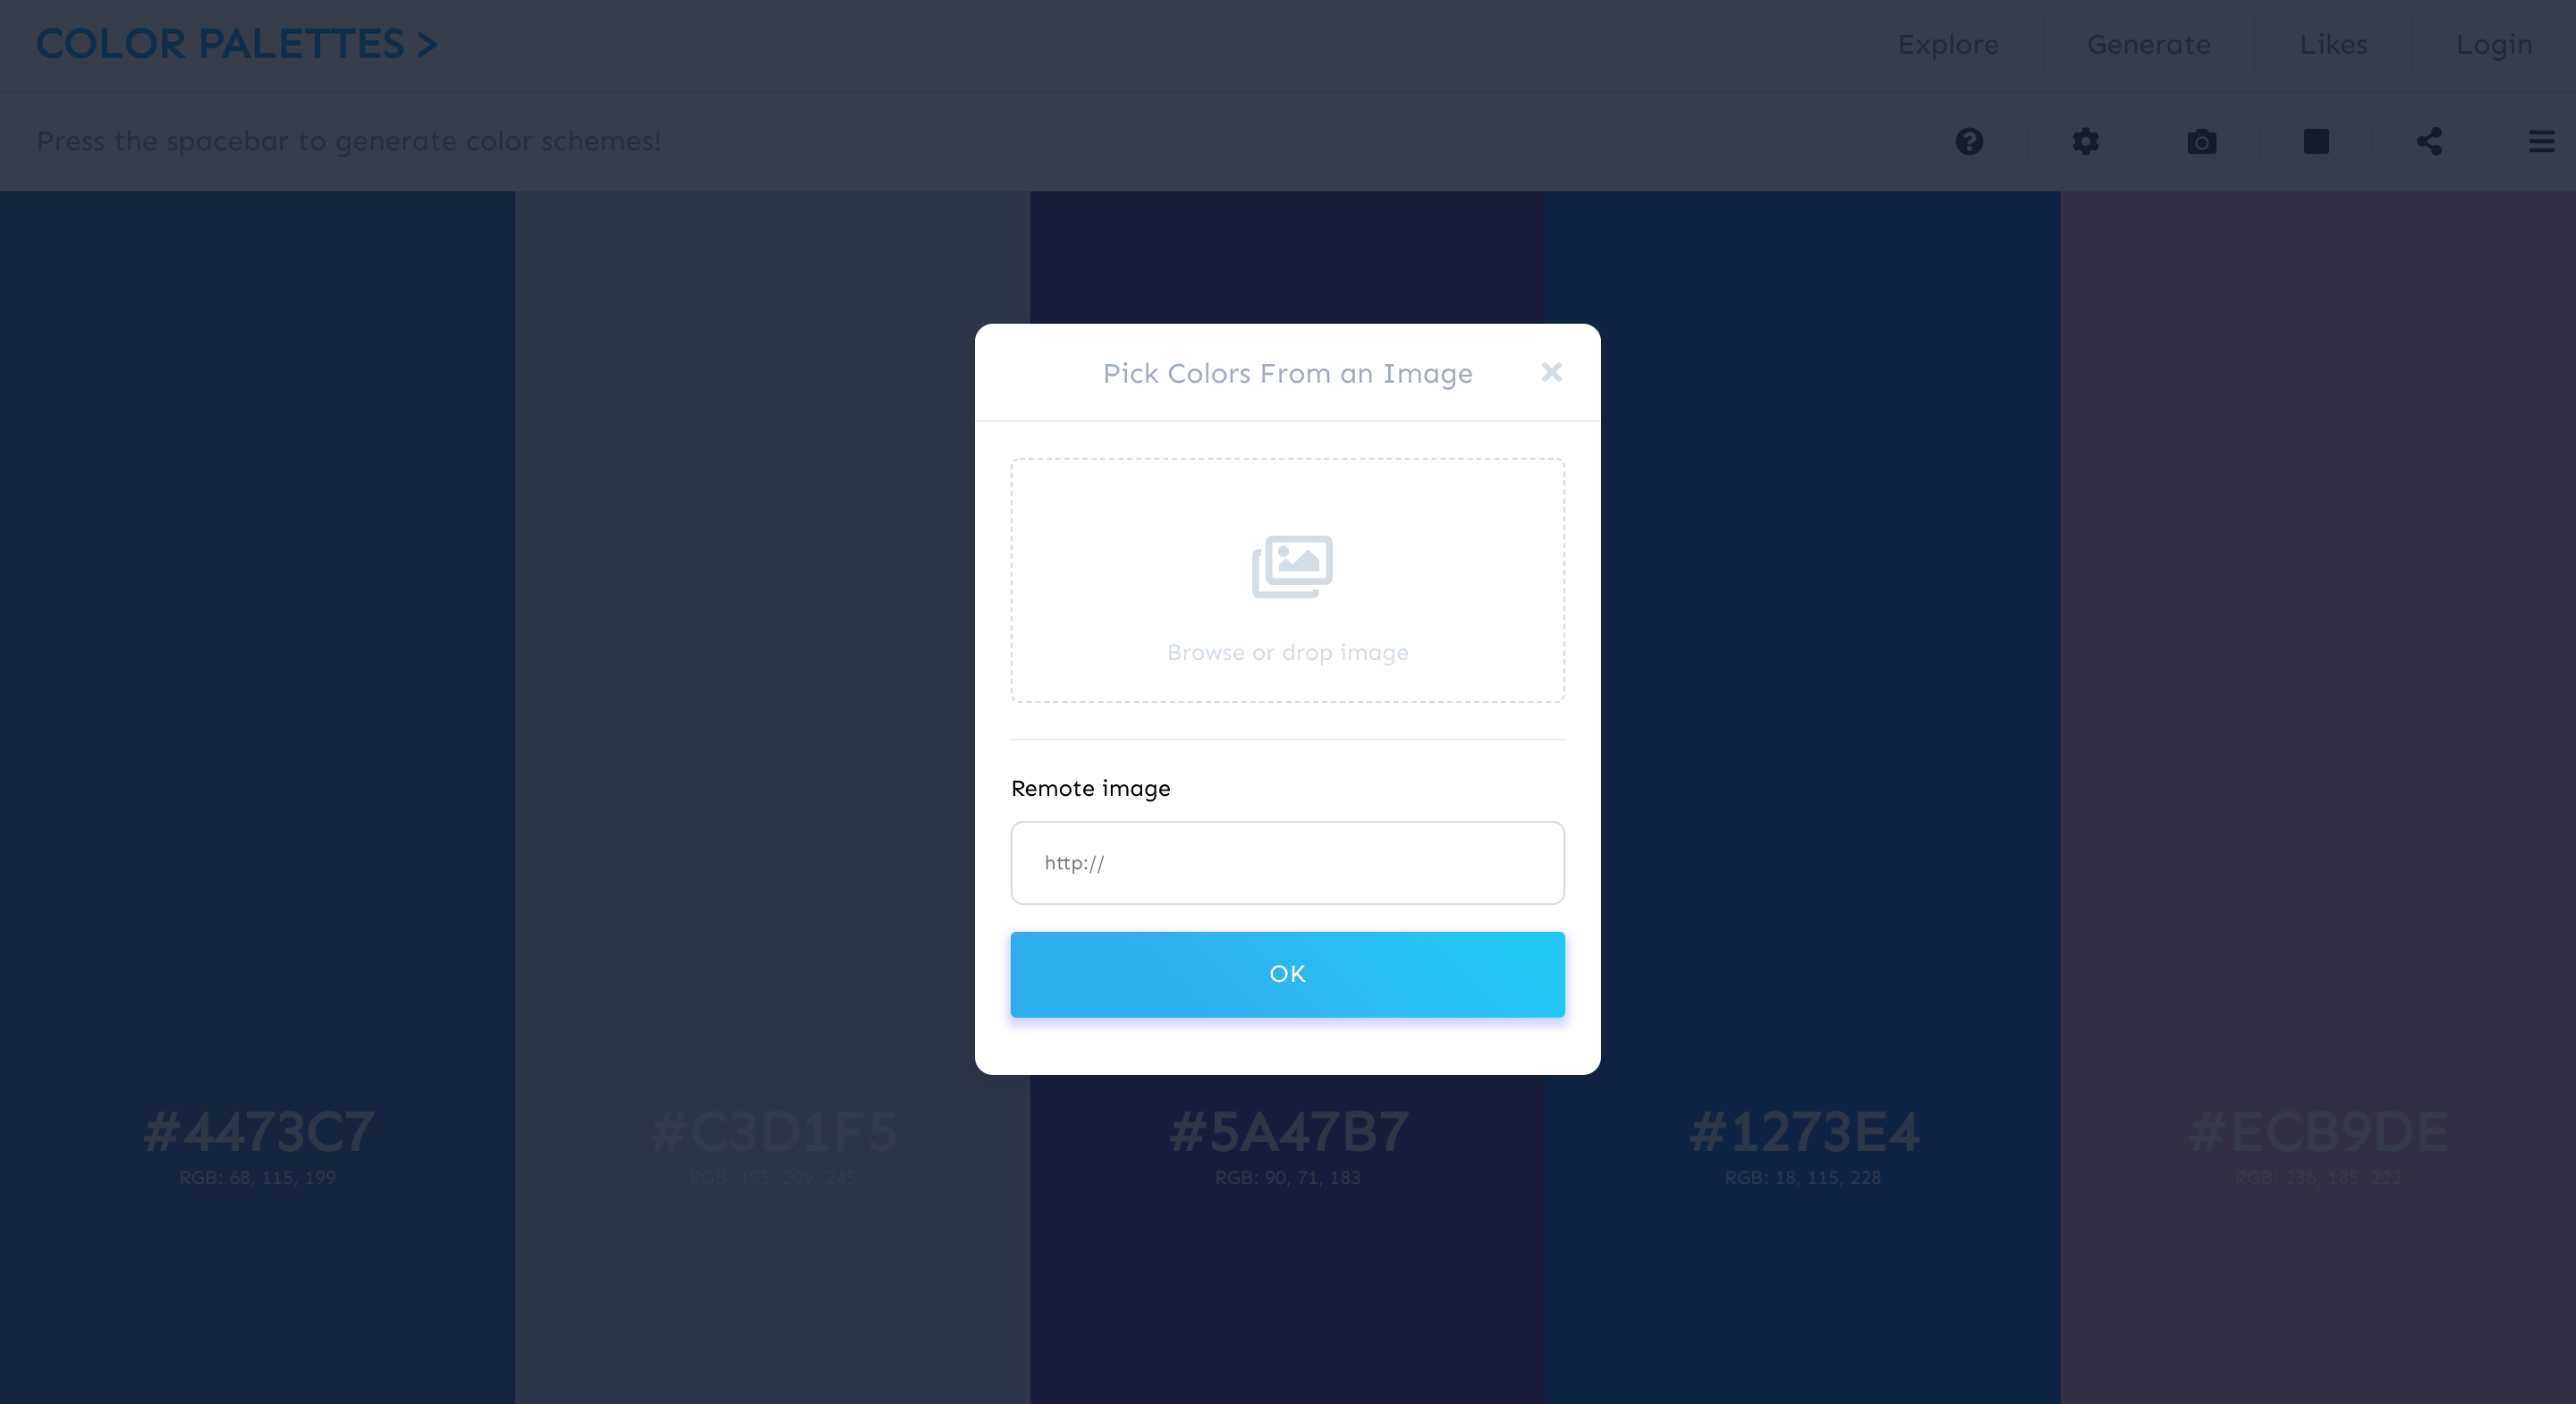 COLOR PALETTES >
Explore
Generate
Likes
Login
Press the spacebar to generate color schemes!
Pick Colors From an Image
Browse or drop image
Remote image
http://
OK
#4473C7
RGB: 68, 115, 199
#C3D1F5
RGB: 195, 209, 245
#5A47B7
RGB: 90, 71, 183
#1273E4
RGB: 18, 115, 228
#ECB9DE
RGB: 236, 185, 222